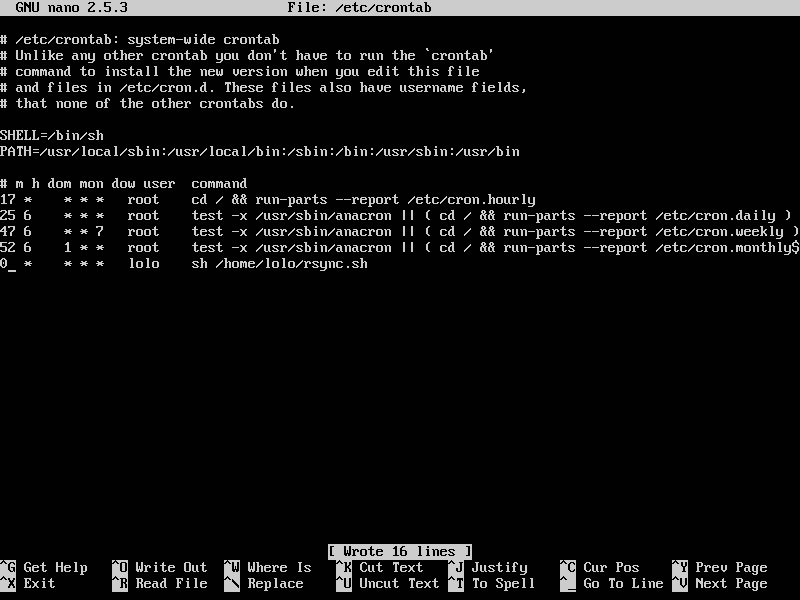 GNU nano 2.5.3 File: /etc/crontab
# /etc/crontab: system-wide crontab
# Unlike any other crontab you don't have to run the `crontab'
# command to install the new version when you edit this file
# and files in /etc/cron.d. These files also have username fields,
# that none of the other crontabs do.
SHELL=/bin/sh
PATH=/usr/local/sbin:/usr/local/bin:/sbin:/bin:/usr/sbin:/usr/bin
# m h dom mon dow user  command
17 *    * * *   root    cd / && run-parts --report /etc/cron.hourly
25 6    * * *   root    test -x /usr/sbin/anacron || ( cd / && run-parts --report /etc/cron.daily )
47 6    * * 7   root    test -x /usr/sbin/anacron || ( cd / && run-parts --report /etc/cron.weekly )
52 6    1 * *   root    test -x /usr/sbin/anacron || ( cd / && run-parts --report /etc/cron.monthly$
0_ *    * * *   lolo    sh /home/lolo/rsync.sh
[ Wrote 16 lines ]
^G Get Help ^O Write Out ^W Where Is ^K Cut Text ^J Justify ^C Cur Pos ^Y Prev Page
^X Exit ^R Read File ^\ Replace ^U Uncut Text ^T To Spell ^_ Go To Line ^V Next Page